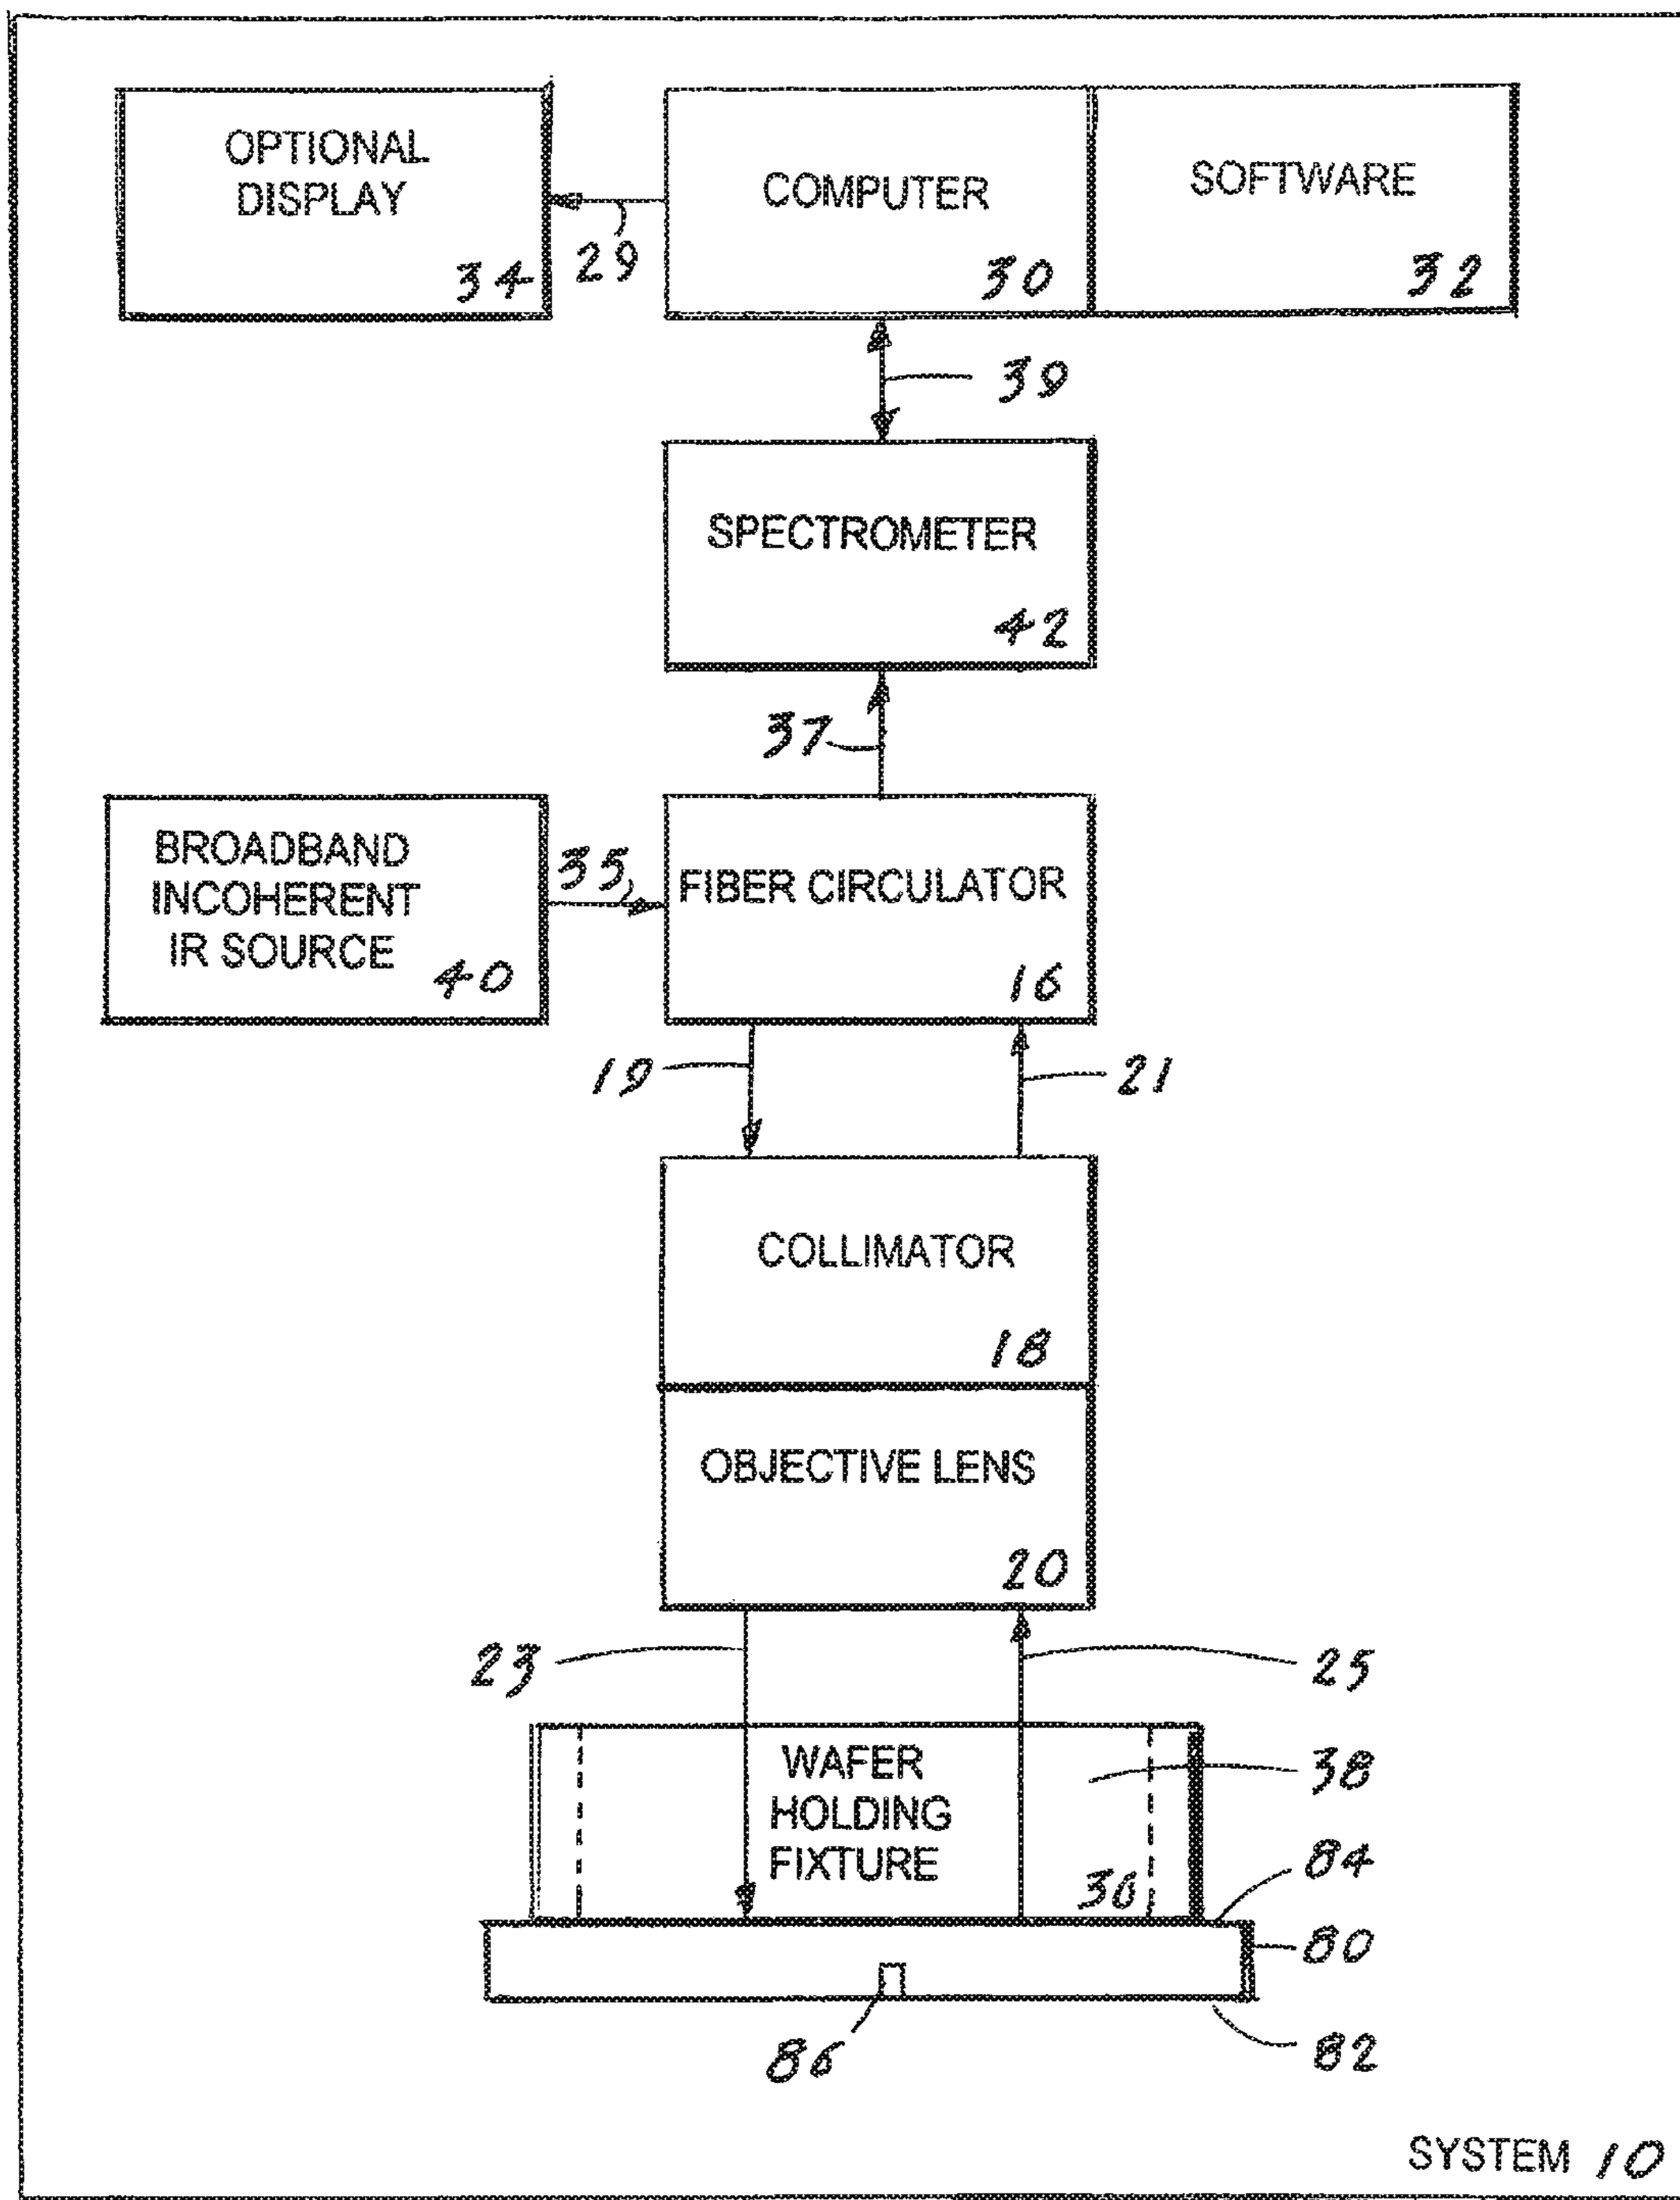 OPTIONAL
DISPLAY
34
29
COMPUTER
30
SOFTWARE
32
39
SPECTROMETER
42
37
BROADBAND
INCOHERENT
IR SOURCE
40
35
FIBER CIRCULATOR
16
19
21
COLLIMATOR
18
OBJECTIVE LENS
20
23
25
WAFER
HOLDING
FIXTURE
36
38
84
80
86
82
SYSTEM 10